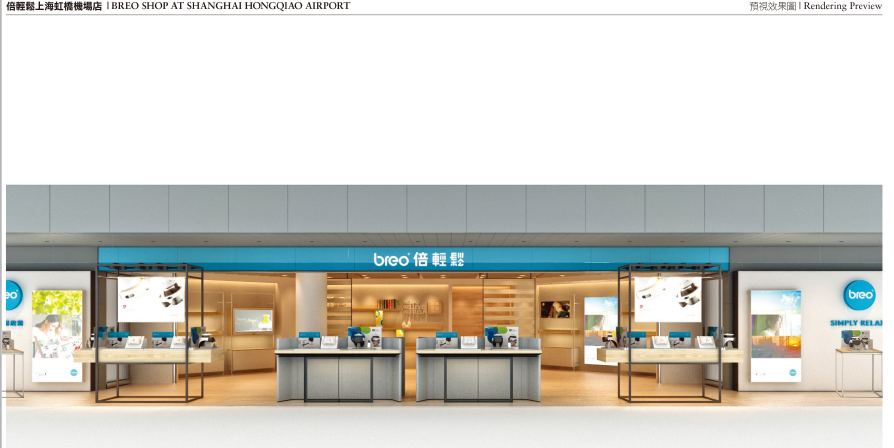 倍輕鬆上海虹橋機場店 | BREO SHOP AT SHANGHAI HONGQIAO AIRPORT
預視效果圖 | Rendering Preview
breo 倍輕鬆
breo
SIMPLY RELA